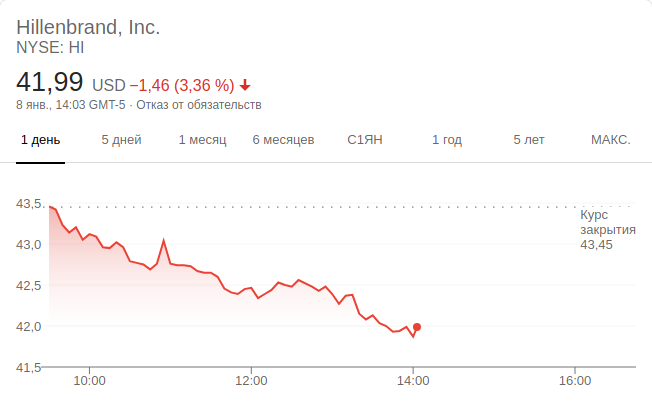 Hillenbrand, Inc.
NYSE: HI
41,99 USD −1,46 (3,36 %)
8 янв., 14:03 GMT-5 · Отказ от обязательств
1 день 5 дней 1 месяц 6 месяцев С1ЯН 1 год 5 лет МАКС.
43,5
Курс
закрытия
43,45
43,0
42,5
42,0
41,5
10:00 12:00 14:00 16:00